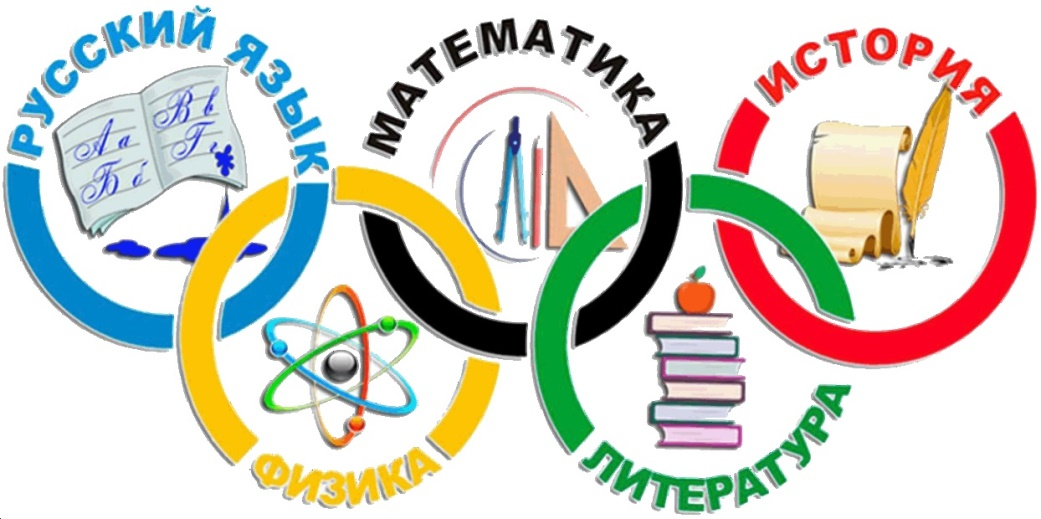 РУССКИЙ ЯЗЫК
МАТЕМАТИКА
ИСТОРИЯ
А а
Б б
В в
Г г
ФИЗИКА
ЛИТЕРАТУРА